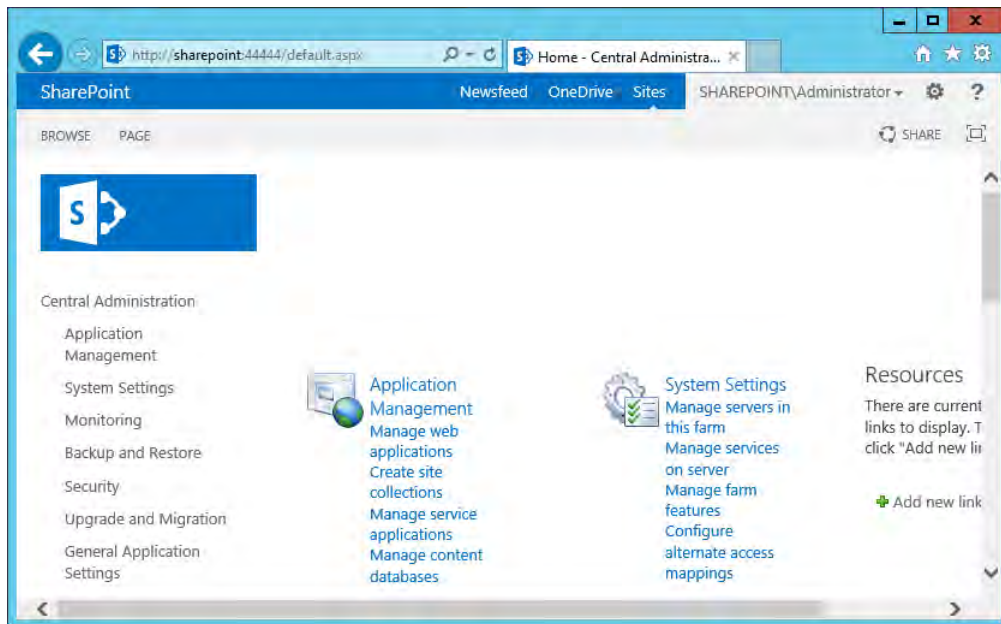 http://sharepoint:44444/default.aspx
Home - Central Administra...
SharePoint
Newsfeed OneDrive Sites SHAREPOINT\Administrator ?
BROWSE PAGE
SHARE
S
Central Administration
Application
Management
System Settings
Monitoring
Backup and Restore
Security
Upgrade and Migration
General Application
Settings
Application
Management
Manage web
applications
Create site
collections
Manage service
applications
Manage content
databases
System Settings
Manage servers in
this farm
Manage services
on server
Manage farm
features
Configure
alternate access
mappings
Resources
There are current
links to display. T
click "Add new lin
Add new link